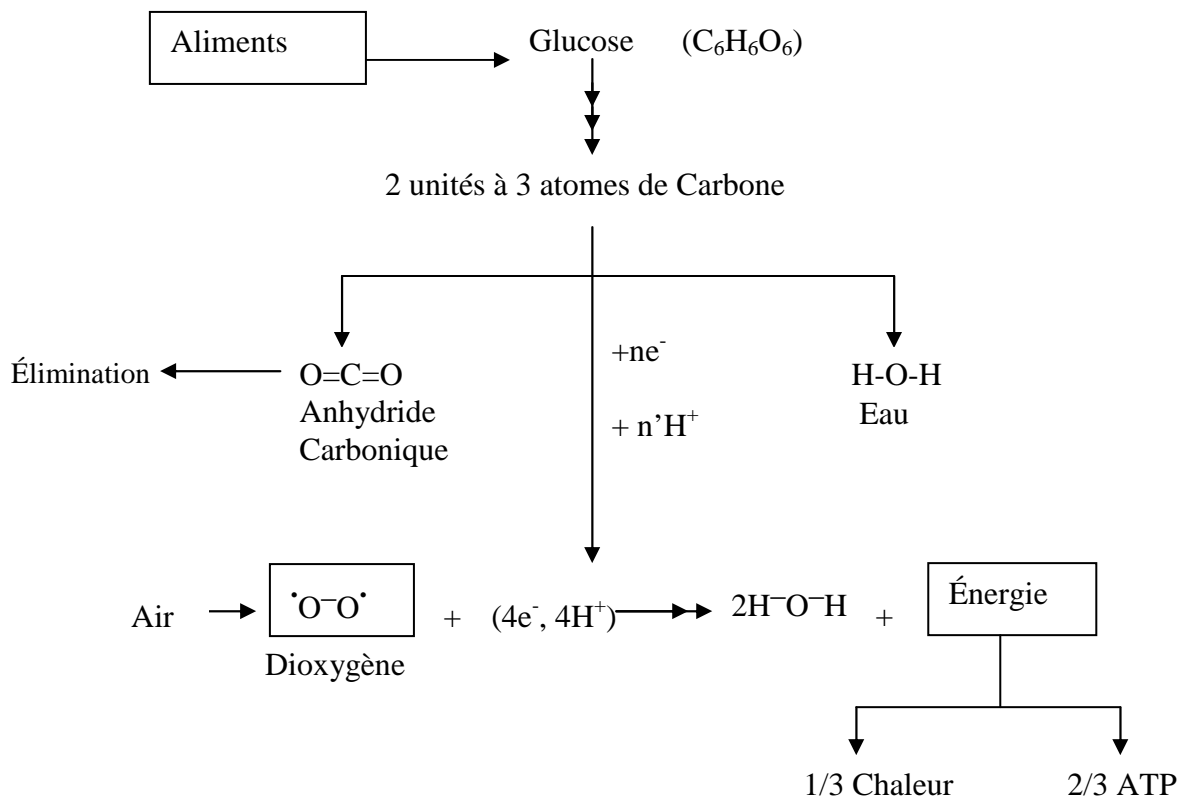 Aliments
Glucose (C₆H₆O₆)
2 unités à 3 atomes de Carbone
+ne⁻
Élimination
O=C=O
H-O-H
Anhydride
Eau
+ n’H⁺
Carbonique
Air
•O–O•
+
(4e⁻, 4H⁺)
2H–O–H
+
Énergie
Dioxygène
1/3 Chaleur
2/3 ATP